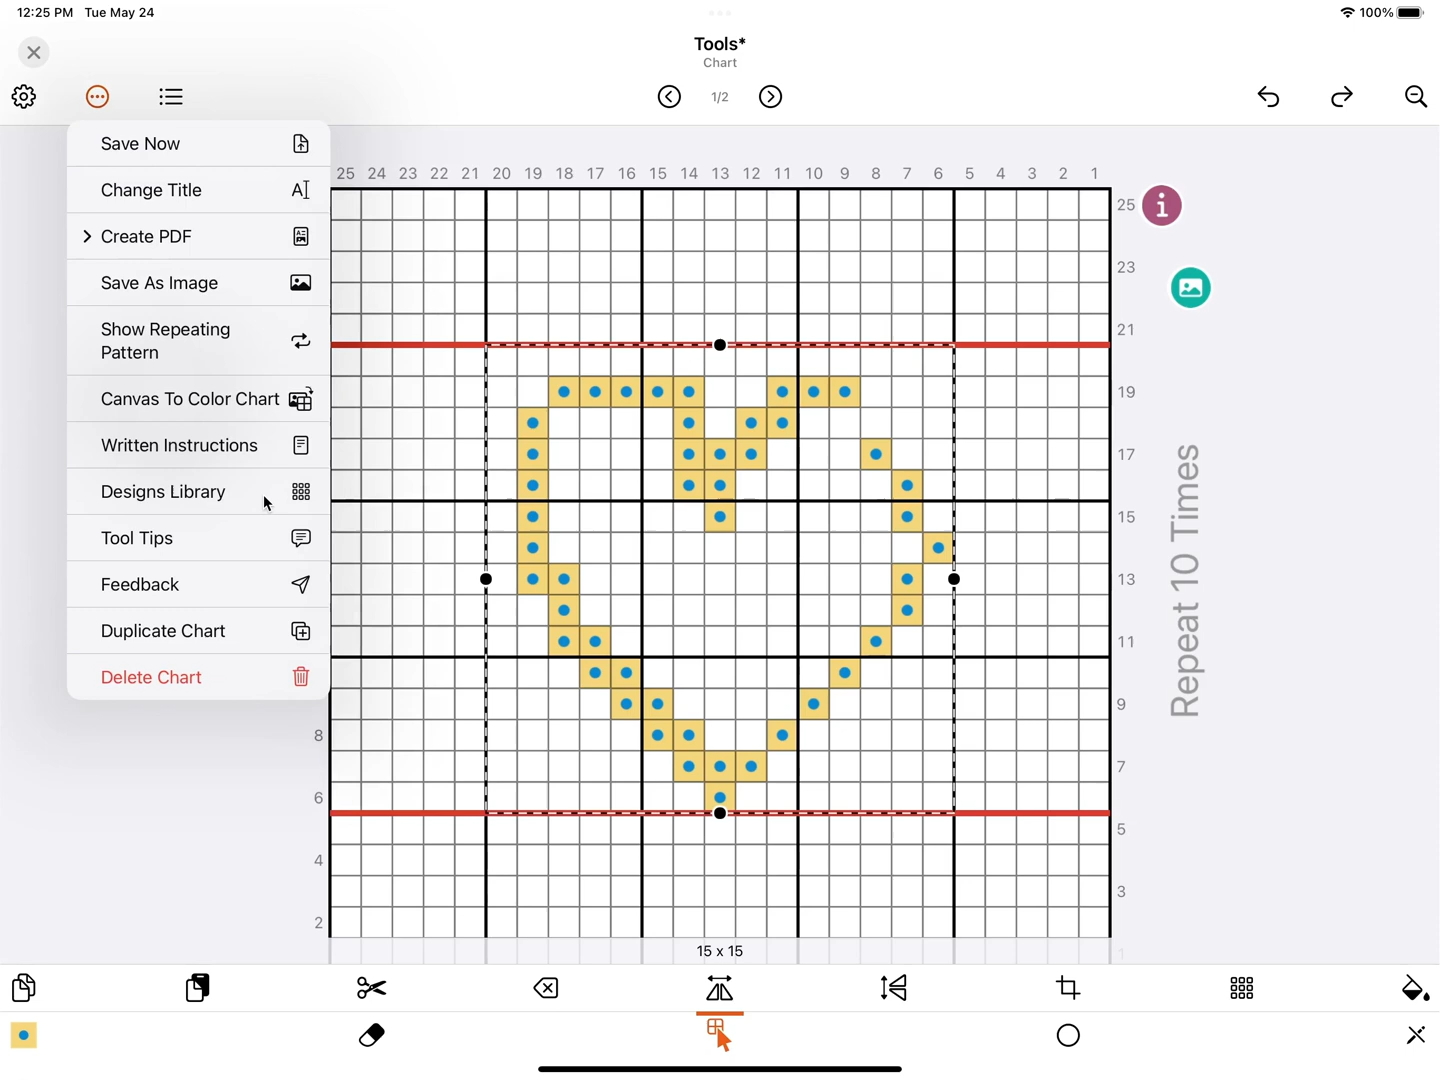 12:25 PM Tue May 24
100%
Tools*
Chart
1/2
Save Now
Change Title
Create PDF
Save As Image
Show Repeating
Pattern
Canvas To Color Chart
Written Instructions
Designs Library
Tool Tips
Feedback
Duplicate Chart
Delete Chart
25 24 23 22 21 20 19 18 17 16 15 14 13 12 11 10 9 8 7 6 5 4 3 2 1
25
23
21
19
17
15
13
11
9
7
5
3
1
8
6
4
2
Repeat 10 Times
15 x 15